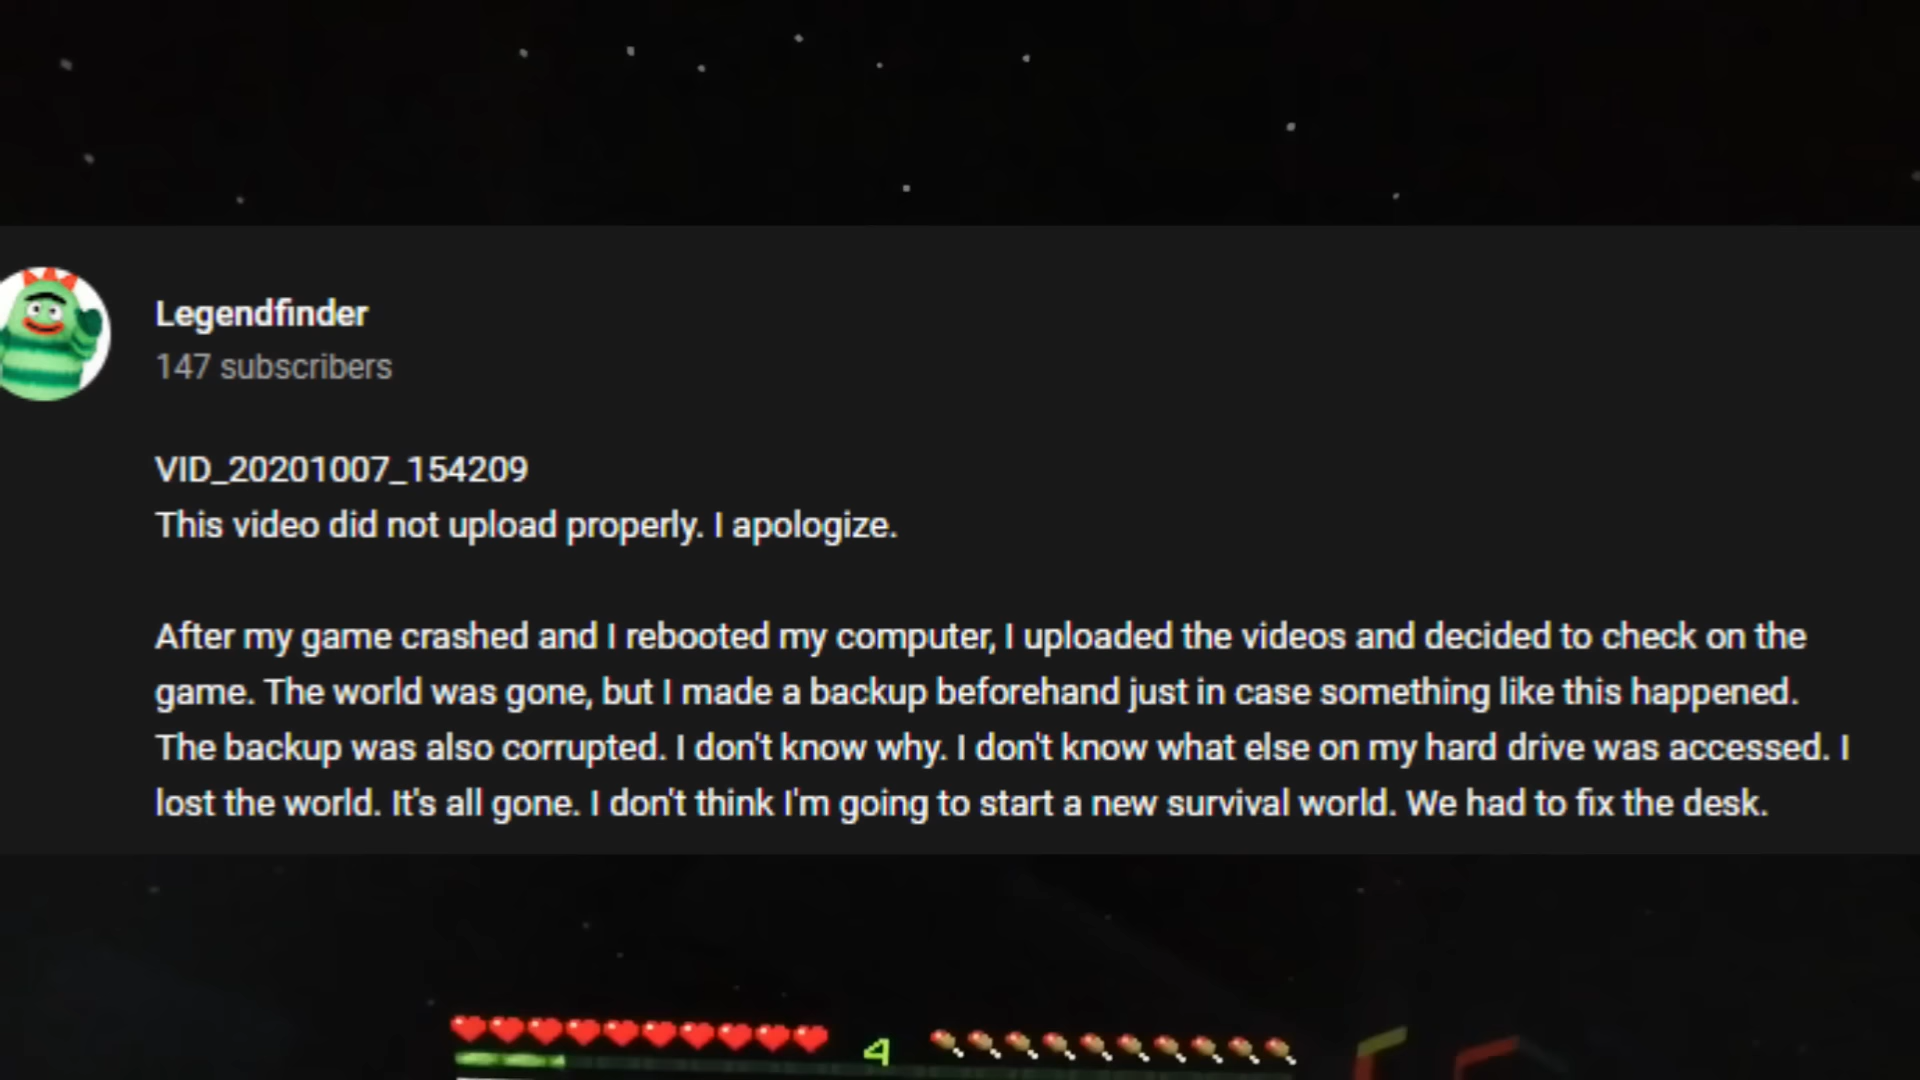 Legendfinder
147 subscribers
VID_20201007_154209
This video did not upload properly. I apologize.
After my game crashed and I rebooted my computer, I uploaded the videos and decided to check on the
game. The world was gone, but I made a backup beforehand just in case something like this happened.
The backup was also corrupted. I don't know why. I don't know what else on my hard drive was accessed. I
lost the world. It's all gone. I don't think I'm going to start a new survival world. We had to fix the desk.
4